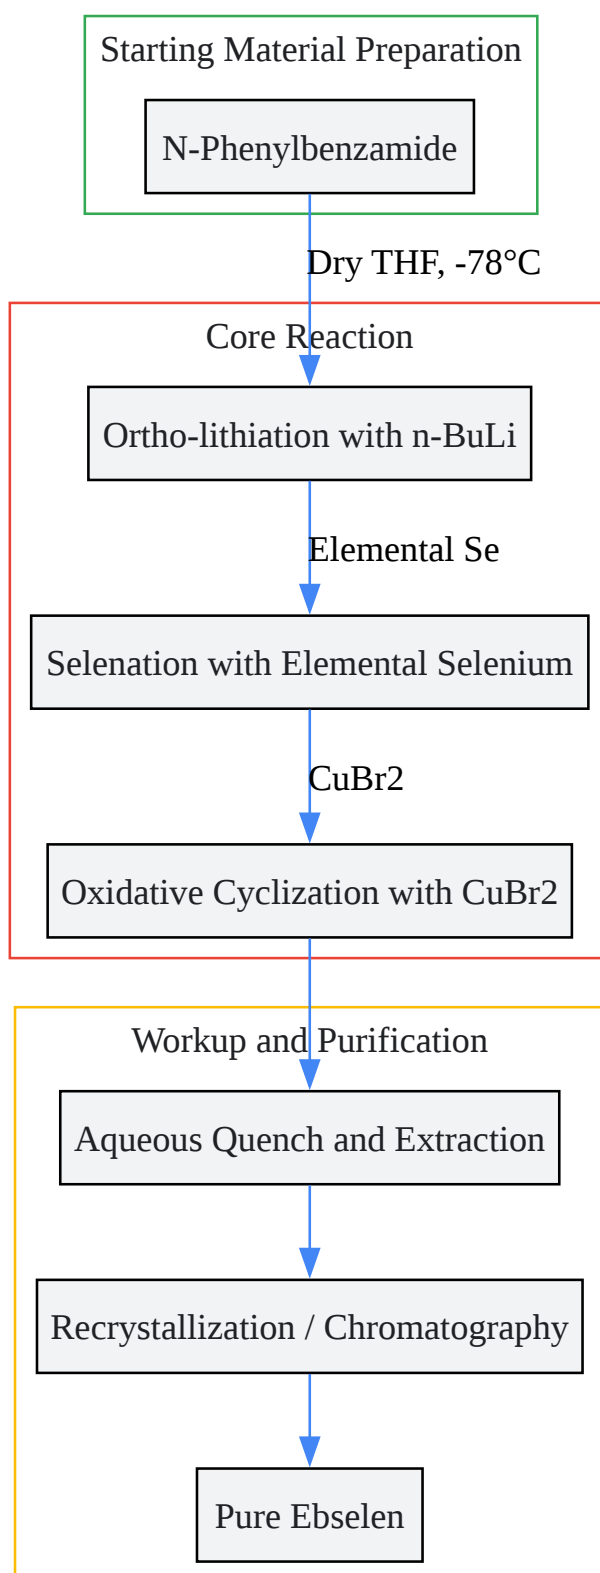 Starting Material Preparation
N-Phenylbenzamide
Dry THF, -78°C
Core Reaction
Ortho-lithiation with n-BuLi
Elemental Se
Selenation with Elemental Selenium
CuBr2
Oxidative Cyclization with CuBr2
Workup and Purification
Aqueous Quench and Extraction
Recrystallization / Chromatography
Pure Ebselen